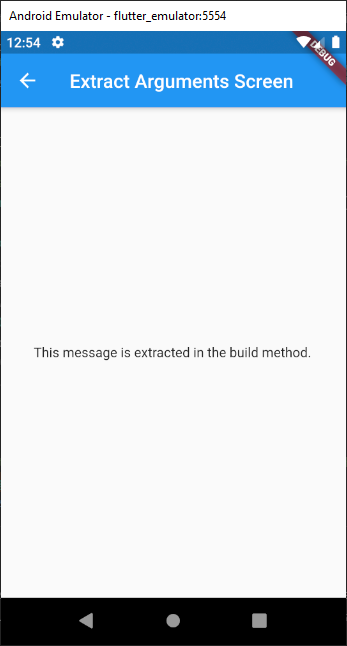 Android Emulator - flutter_emulator:5554
12:54
DEBUG
Extract Arguments Screen
This message is extracted in the build method.